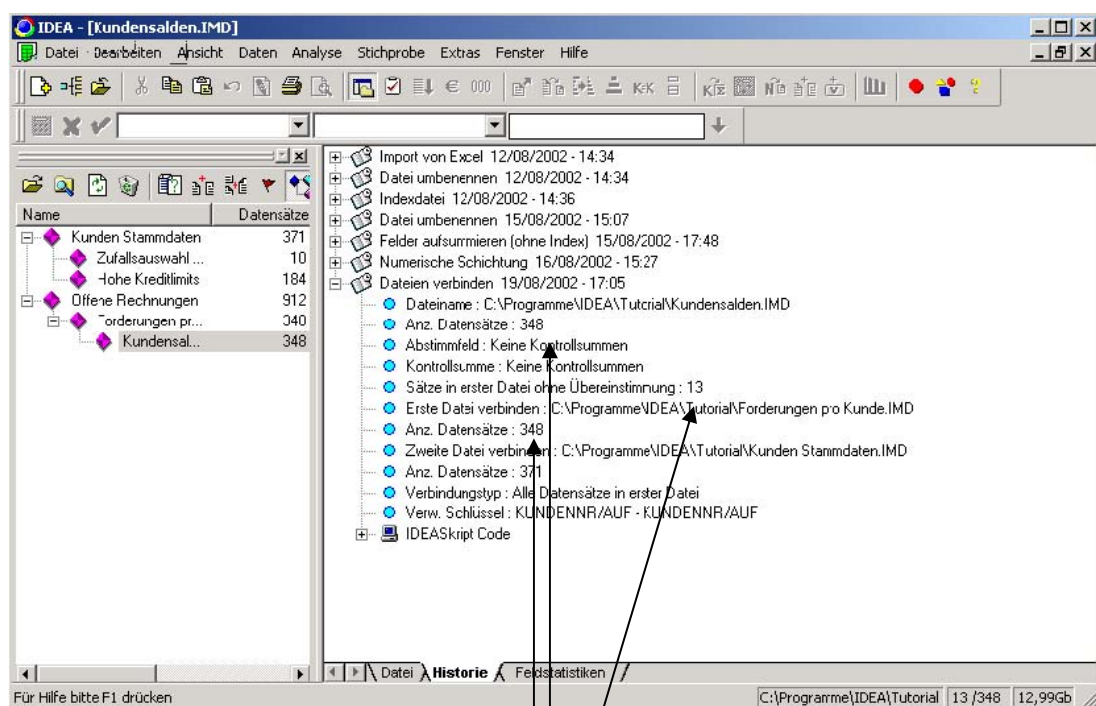 IDEA - [Kundensalden.IMD]
Datei Bearbeiten Ansicht Daten Analyse Stichprobe Extras Fenster Hilfe
Name Datensätze
Kunden Stammdaten 371
Zufallsauswahl ... 10
Hohe Kreditlimits 184
Offene Rechnungen 912
Forderungen pr... 340
Kundensal... 348
Import von Excel 12/08/2002 - 14:34
Datei umbenennen 12/08/2002 - 14:34
Indexdatei 12/08/2002 - 14:36
Datei umbenennen 15/08/2002 - 15:07
Felder aufsummieren (ohne Index) 15/08/2002 - 17:48
Numerische Schichtung 16/08/2002 - 15:27
Dateien verbinden 19/08/2002 - 17:05
Dateiname : C:\Programme\IDEA\Tutorial\Kundensalden.IMD
Anz. Datensätze : 348
Abstimmfeld : Keine Kontrollsummen
Kontrollsumme : Keine Kontrollsummen
Sätze in erster Datei ohne Übereinstimmung : 13
Erste Datei verbinden : C:\Programme\IDEA\Tutorial\Forderungen pro Kunde.IMD
Anz. Datensätze : 348
Zweite Datei verbinden : C:\Programme\IDEA\Tutorial\Kunden Stammdaten.IMD
Anz. Datensätze : 371
Verbindungstyp : Alle Datensätze in erster Datei
Verw. Schlüssel : KUNDENNR/AUF - KUNDENNR/AUF
IDEASkript Code
Datei Historie Feldstatistiken
Für Hilfe bitte F1 drücken
C:\Programme\IDEA\Tutorial 13 /348 12,99Gb